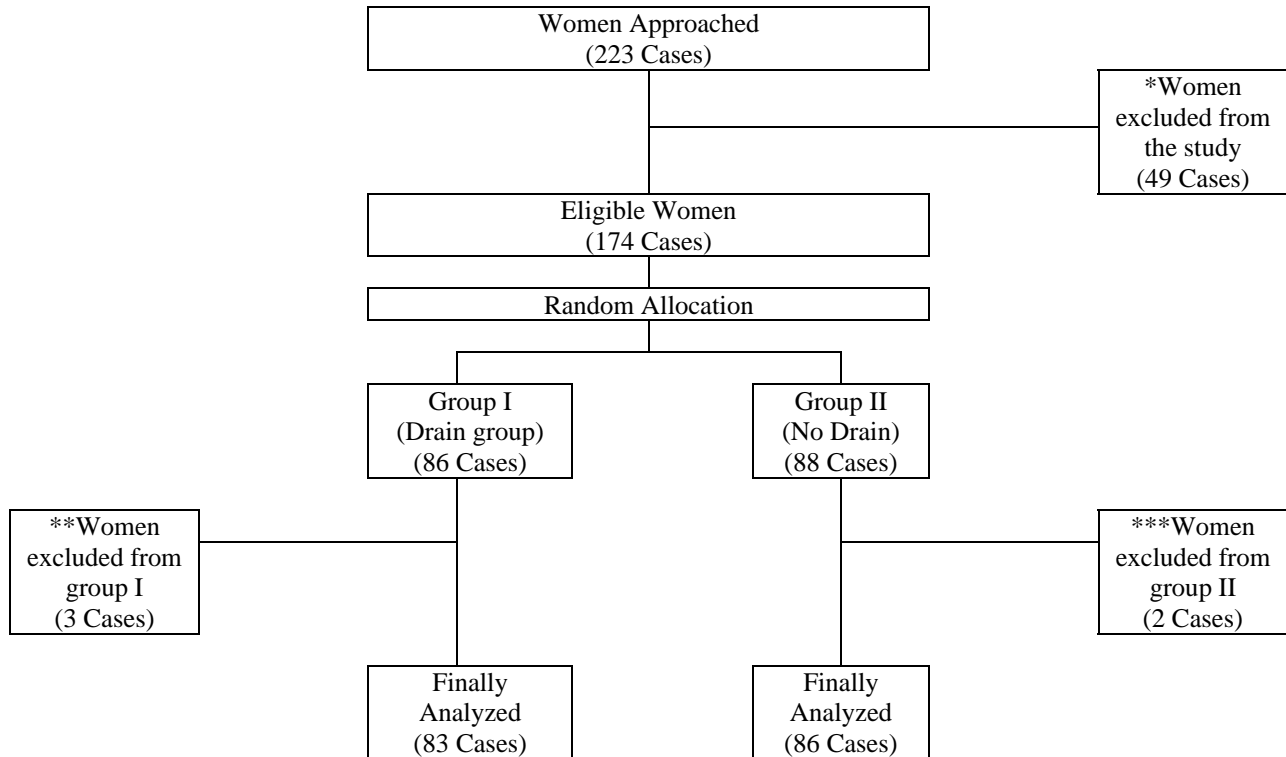 Women Approached
(223 Cases)
*Women
excluded from
the study
(49 Cases)
Eligible Women
(174 Cases)
Random Allocation
Group I
(Drain group)
(86 Cases)
Group II
(No Drain)
(88 Cases)
**Women
excluded from
group I
(3 Cases)
***Women
excluded from
group II
(2 Cases)
Finally
Analyzed
(83 Cases)
Finally
Analyzed
(86 Cases)